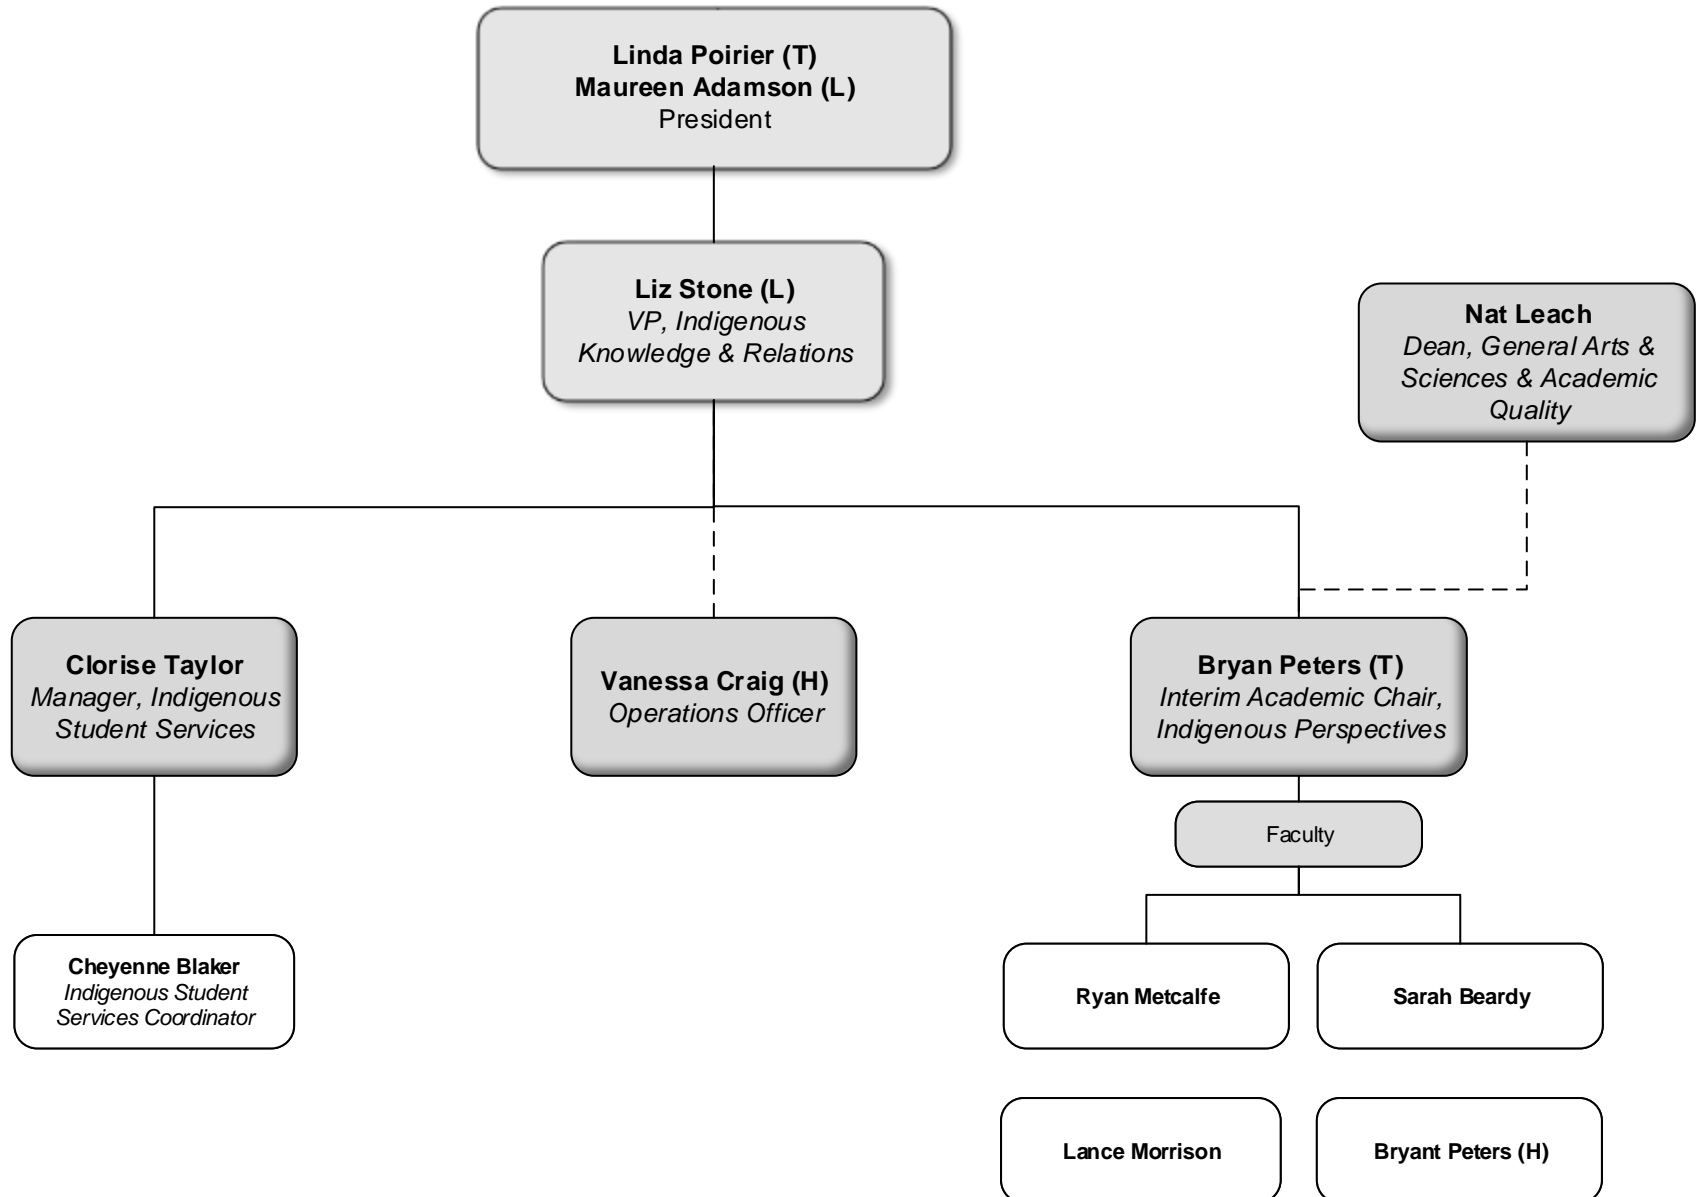 Linda Poirier (T)
Maureen Adamson (L)
President
Liz Stone (L)
VP, Indigenous
Knowledge & Relations
Nat Leach
Dean, General Arts &
Sciences & Academic
Quality
Clorise Taylor
Manager, Indigenous
Student Services
Vanessa Craig (H)
Operations Officer
Bryan Peters (T)
Interim Academic Chair,
Indigenous Perspectives
Faculty
Cheyenne Blaker
Indigenous Student
Services Coordinator
Ryan Metcalfe
Sarah Beardy
Lance Morrison
Bryant Peters (H)